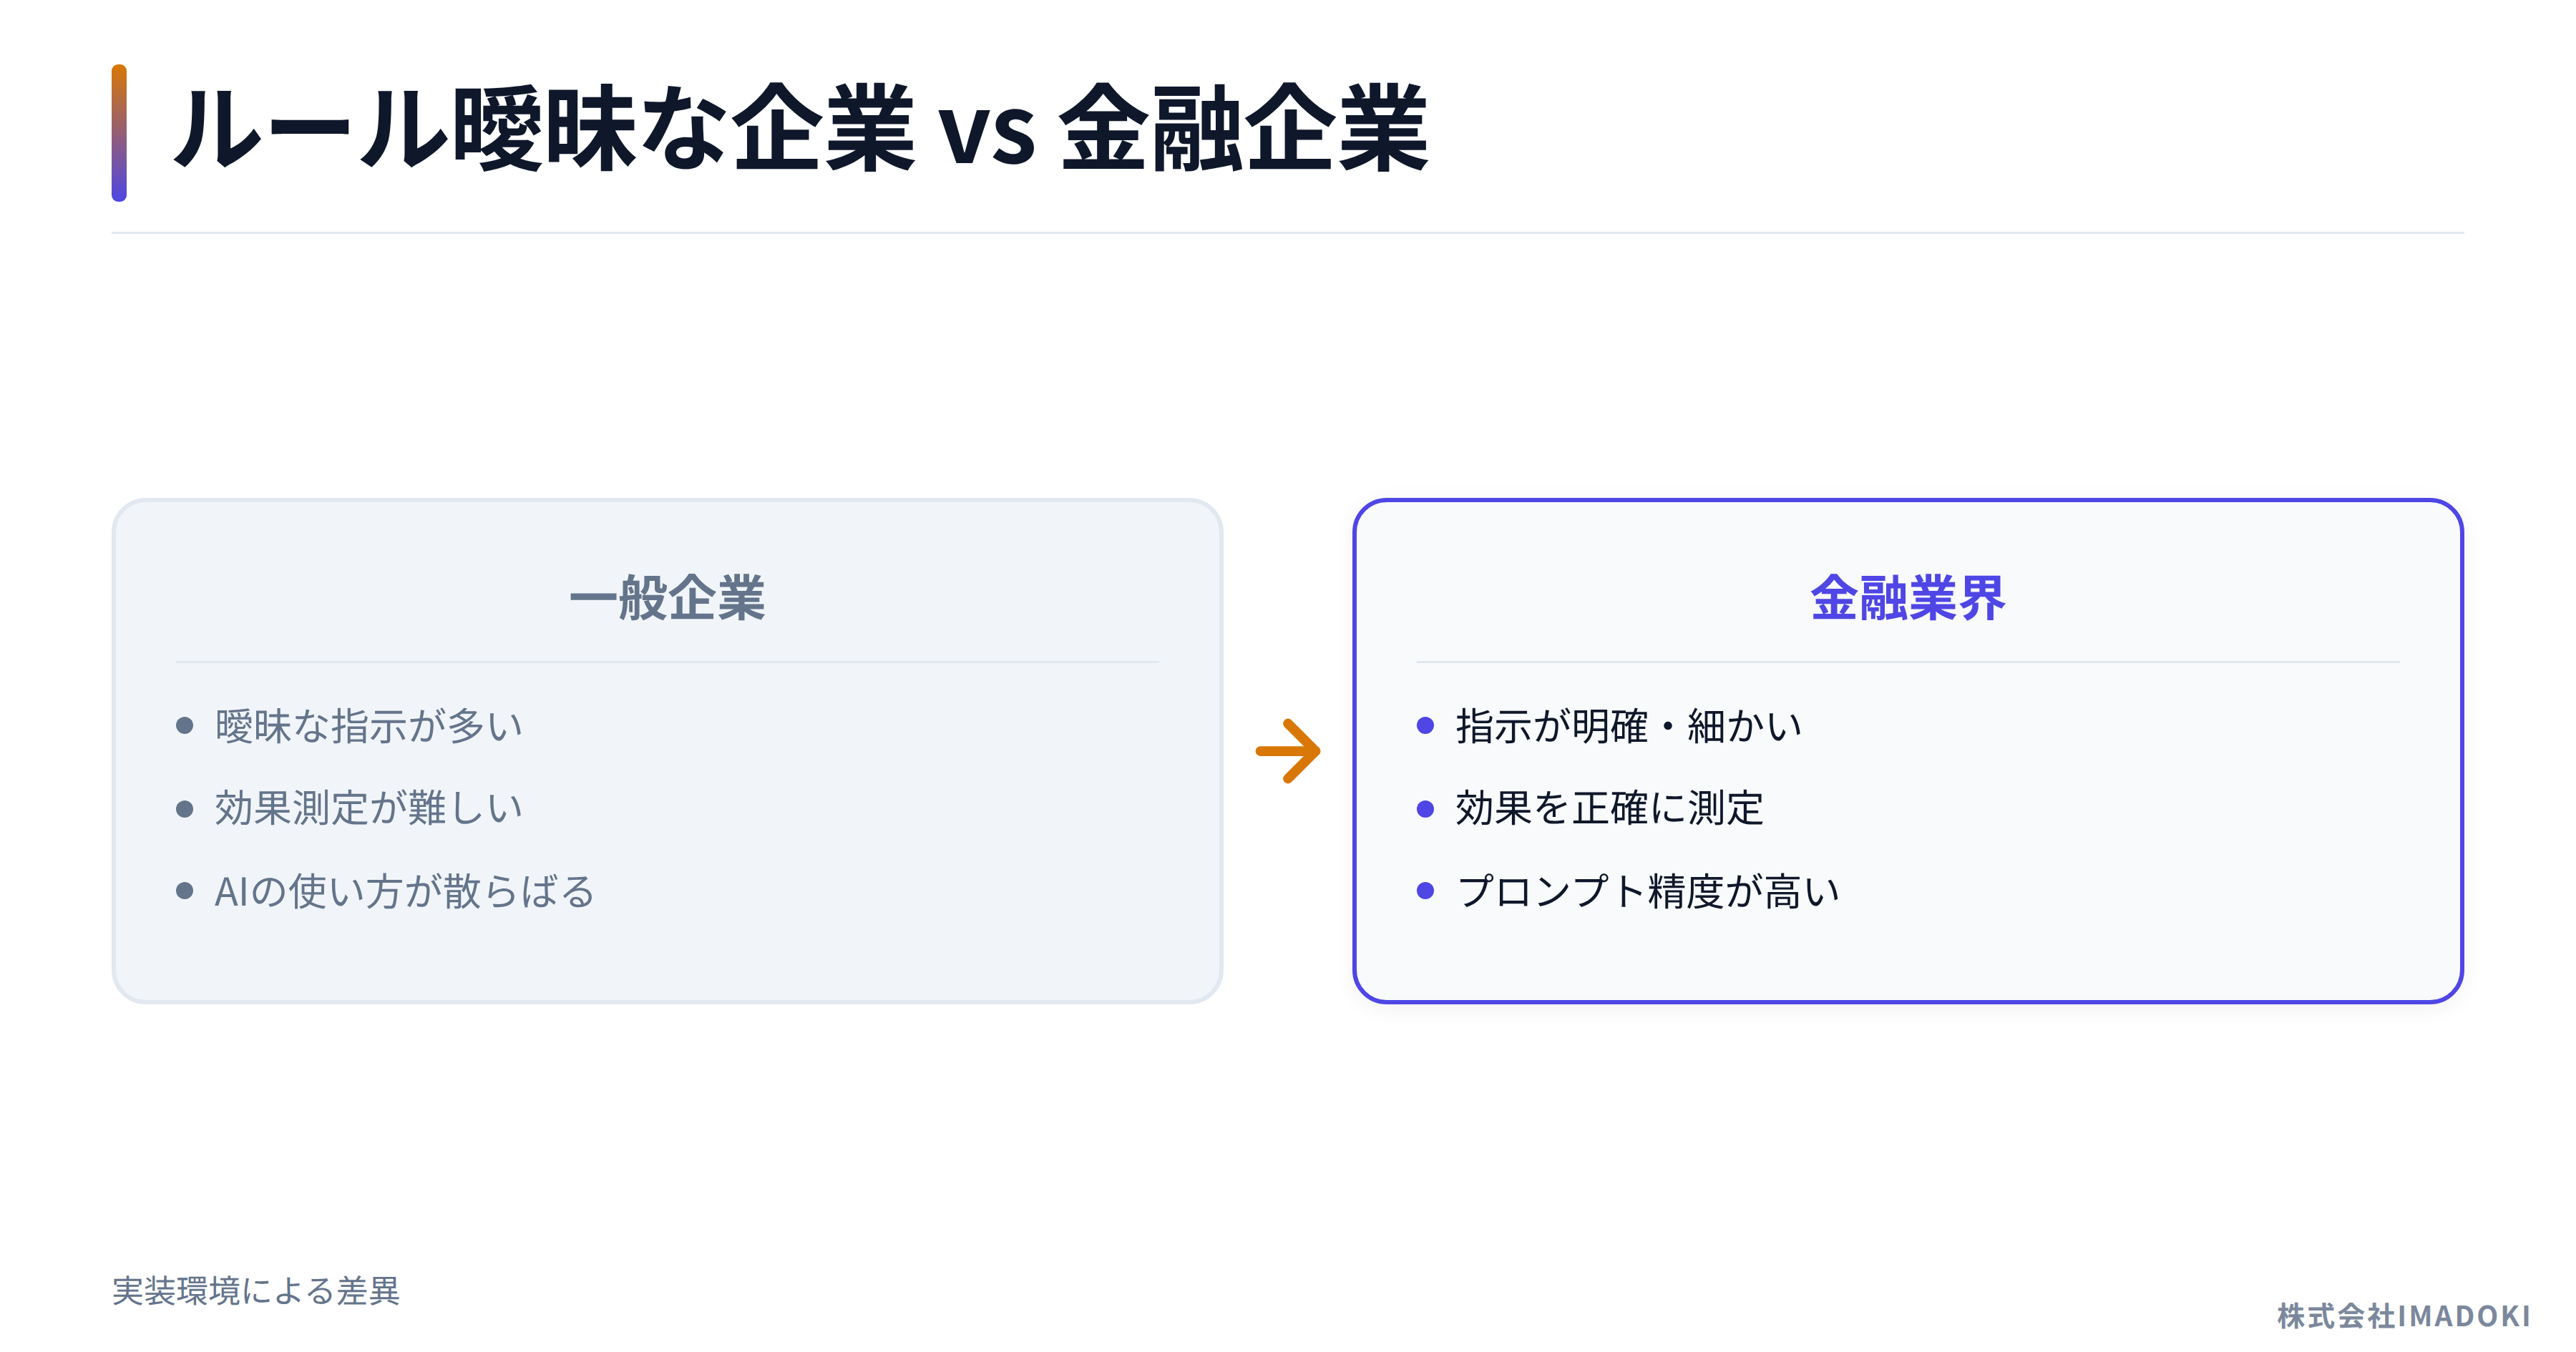 ルール曖昧な企業 vs 金融企業
一般企業
曖昧な指示が多い
効果測定が難しい
AIの使い方が散らばる
金融業界
指示が明確・細かい
効果を正確に測定
プロンプト精度が高い
実装環境による差異
株式会社IMADOKI